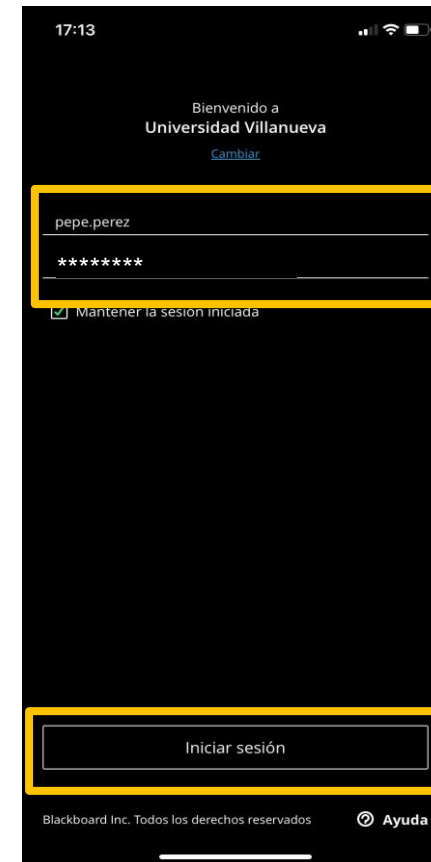 17:13
Bienvenido a
Universidad Villanueva
Cambiar
pepe.perez
********
Mantener la sesión iniciada
Iniciar sesión
Blackboard Inc. Todos los derechos reservados
Ayuda